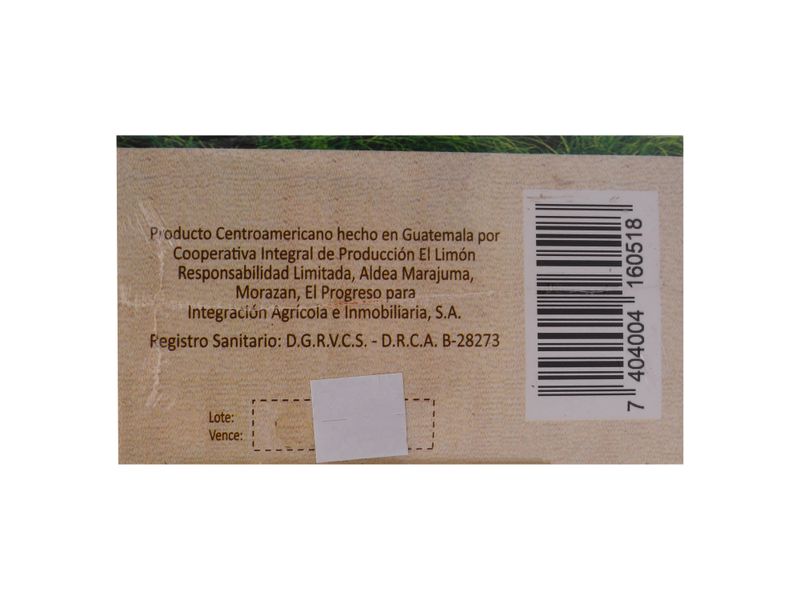 Producto Centroamericano hecho en Guatemala por
Cooperativa Integral de Producción El Limón
Responsabilidad Limitada, Aldea Marajuma,
Morazan, El Progreso para
Integración Agrícola e Inmobiliaria, S.A.
Registro Sanitario: D.G.R.V.C.S. - D.R.C.A. B-28273
Lote:
Vence:
7 404004 160518